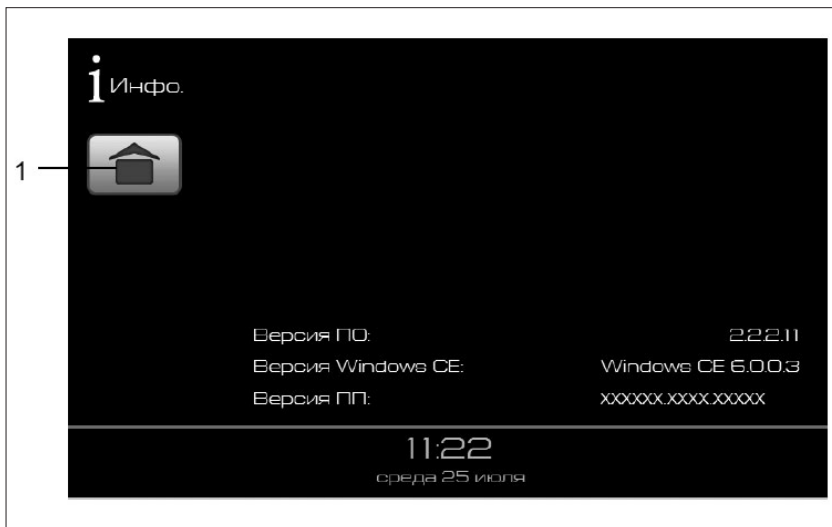 i Инфо.
1
Версия ПО: 2.2.2.11
Версия Windows CE: Windows CE 6.0.0.3
Версия ПП: XXXXXX.XXXX.XXXXX
11:22
среда 25 июля